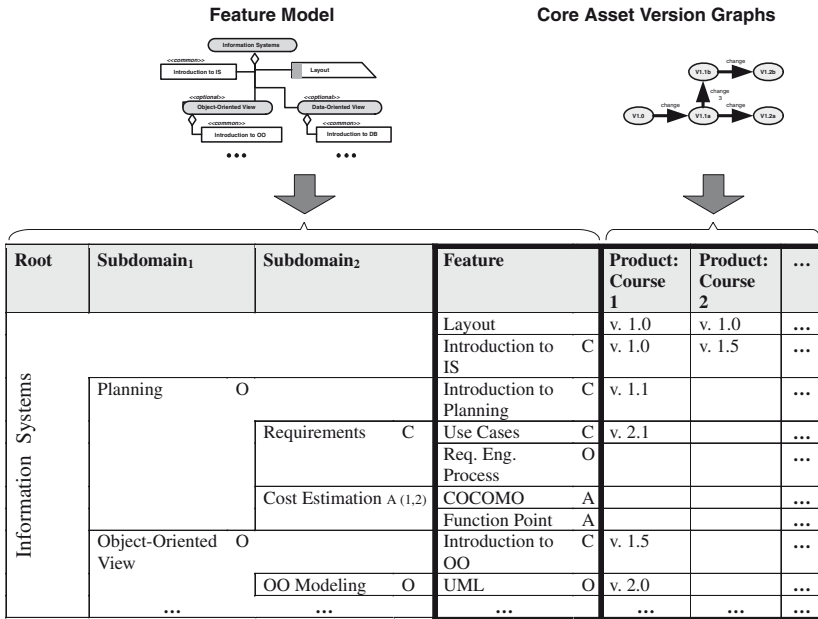 Feature Model
Core Asset Version Graphs
Information Systems
<<common>>
Introduction to IS
Layout
<<optional>>
<<optional>>
Object-Oriented View
Data-Oriented View
<<common>>
<<common>>
Introduction to OO
Introduction to DB
•••
•••
V1.1b
change
V1.2b
change
3
V1.0
change
V1.1a
change
V1.2a
Root Subdomain₁ Subdomain₂ Feature Product: Product: ...
Course Course
1 2
Information Systems
Layout v. 1.0 v. 1.0 ...
Introduction to C v. 1.0 v. 1.5 ...
IS
Planning O Introduction to C v. 1.1 ...
Planning
Requirements C Use Cases C v. 2.1 ...
Req. Eng. O ...
Process
Cost Estimation A (1,2) COCOMO A ...
Function Point A ...
Object-Oriented O Introduction to C v. 1.5 ...
View OO
OO Modeling O UML O v. 2.0 ...
... ... ... ... ... ...